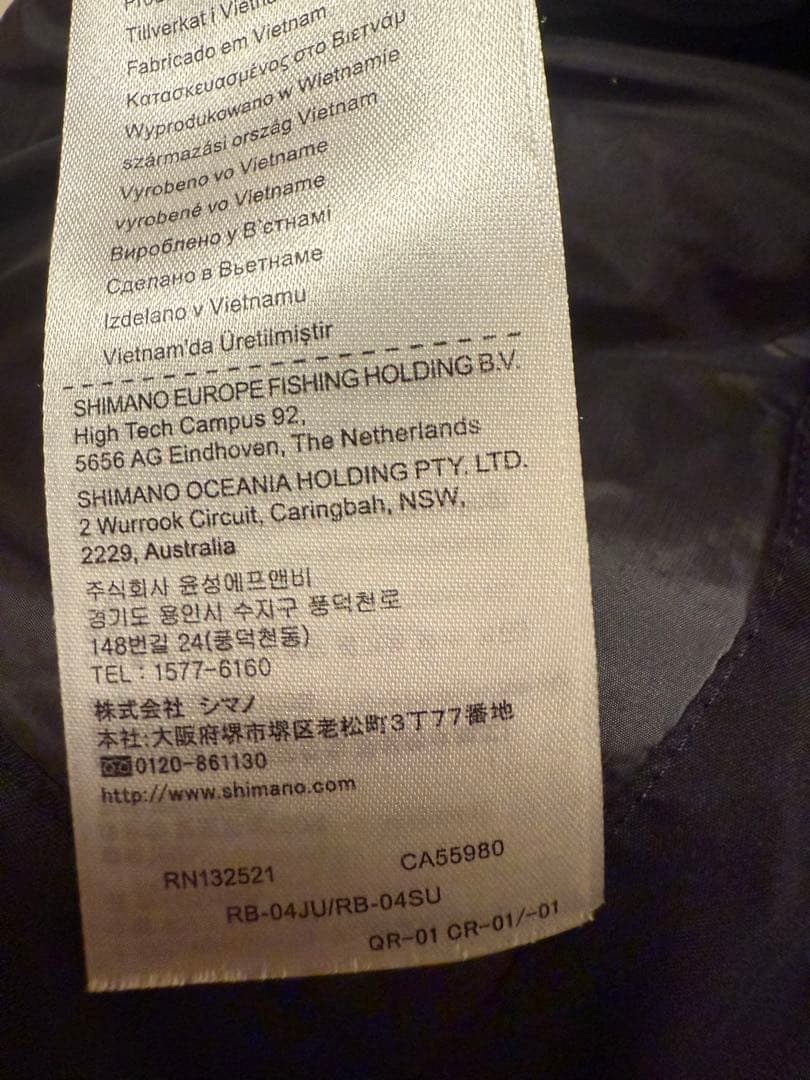 Tillverkat i
Fabricado em Vietnam
Κατασκευασμένος στο Βιετνάμ
Wyprodukowano w Wietnamie
származási ország Vietnam
Vyrobeno vo Vietname
vyrobené vo Vietname
Вироблено у В'єтнамі
Сделано в Вьетнаме
Izdelano v Vietnamu
Vietnam'da Üretilmiştir
SHIMANO EUROPE FISHING HOLDING B.V.
High Tech Campus 92,
5656 AG Eindhoven, The Netherlands
SHIMANO OCEANIA HOLDING PTY. LTD.
2 Wurrook Circuit, Caringbah, NSW,
2229, Australia
주식회사 윤성에프앤비
경기도 용인시 수지구 풍덕천로
148번길 24(풍덕천동)
TEL : 1577-6160
株式会社 シマノ
本社:大阪府堺市堺区老松町3丁77番地
0120-861130
http://www.shimano.com
RN132521 CA55980
RB-04JU/RB-04SU
QR-01 CR-01/-01